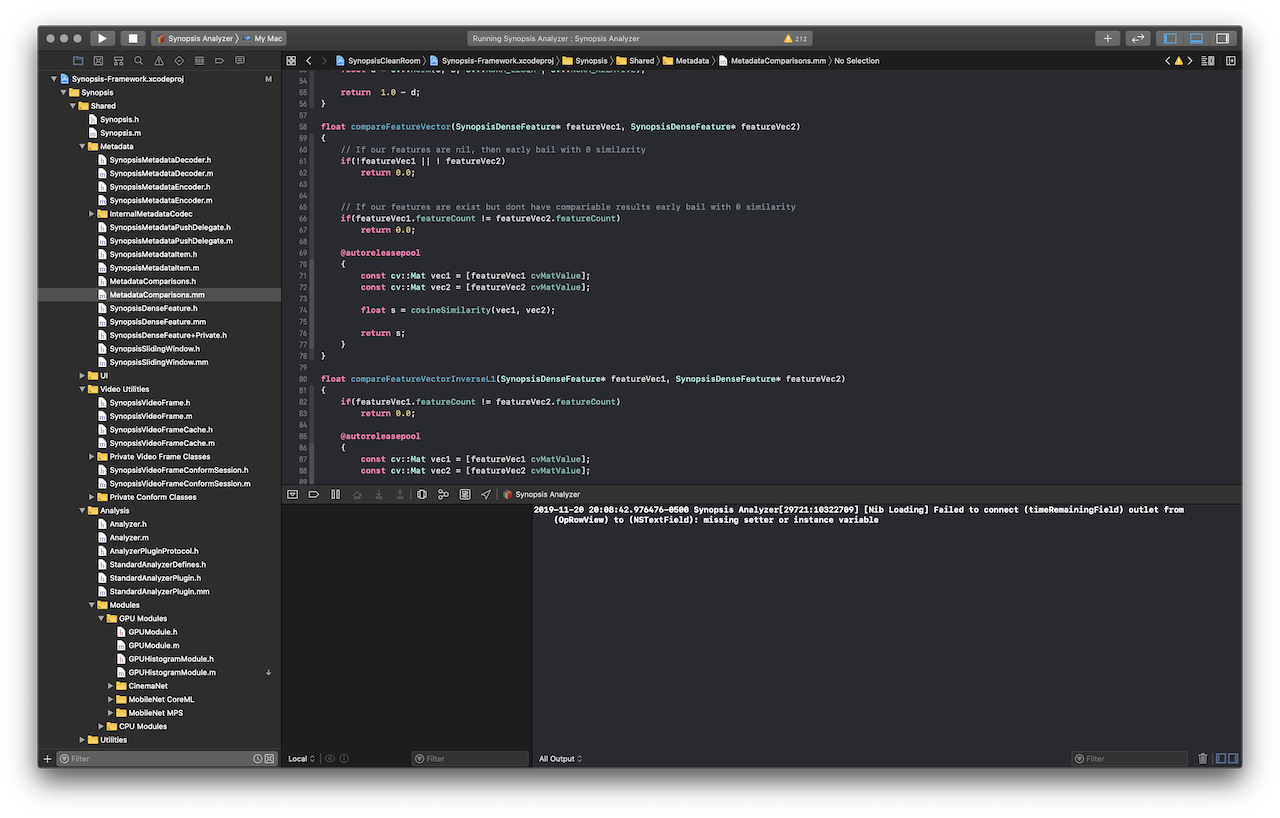 Synopsis Analyzer My Mac
Running Synopsis Analyzer : Synopsis Analyzer
212
SynopsisCleanRoom Synopsis-Framework.xcodeproj Synopsis Shared Metadata MetadataComparisons.mm No Selection
Synopsis-Framework.xcodeproj M
Synopsis
Shared
Synopsis.h
Synopsis.m
Metadata
SynopsisMetadataDecoder.h
SynopsisMetadataDecoder.m
SynopsisMetadataEncoder.h
SynopsisMetadataEncoder.m
InternalMetadataCodec
SynopsisMetadataPushDelegate.h
SynopsisMetadataPushDelegate.m
SynopsisMetadataItem.h
SynopsisMetadataItem.m
MetadataComparisons.h
MetadataComparisons.mm
SynopsisDenseFeature.h
SynopsisDenseFeature.mm
SynopsisDenseFeature+Private.h
SynopsisSlidingWindow.h
SynopsisSlidingWindow.mm
UI
Video Utilities
SynopsisVideoFrame.h
SynopsisVideoFrame.m
SynopsisVideoFrameCache.h
SynopsisVideoFrameCache.m
Private Video Frame Classes
SynopsisVideoFrameConformSession.h
SynopsisVideoFrameConformSession.m
Private Conform Classes
Analysis
Analyzer.h
Analyzer.m
AnalyzerPluginProtocol.h
StandardAnalyzerDefines.h
StandardAnalyzerPlugin.h
StandardAnalyzerPlugin.mm
Modules
GPU Modules
GPUModule.h
GPUModule.m
GPUHistogramModule.h
GPUHistogramModule.m
CinemaNet
MobileNet CoreML
MobileNet MPS
CPU Modules
Utilities
Filter
54
55 return 1.0 - d;
56 }
57
58 float compareFeatureVector(SynopsisDenseFeature* featureVec1, SynopsisDenseFeature* featureVec2)
59 {
60 // If our features are nil, then early bail with 0 similarity
61 if(!featureVec1 || ! featureVec2)
62 return 0.0;
63
64
65 // If our features are exist but dont have compariable results early bail with 0 similarity
66 if(featureVec1.featureCount != featureVec2.featureCount)
67 return 0.0;
68
69 @autoreleasepool
70 {
71 const cv::Mat vec1 = [featureVec1 cvMatValue];
72 const cv::Mat vec2 = [featureVec2 cvMatValue];
73
74 float s = cosineSimilarity(vec1, vec2);
75
76 return s;
77 }
78 }
79
80 float compareFeatureVectorInverseL1(SynopsisDenseFeature* featureVec1, SynopsisDenseFeature* featureVec2)
81 {
82 if(featureVec1.featureCount != featureVec2.featureCount)
83 return 0.0;
84
85 @autoreleasepool
86 {
87 const cv::Mat vec1 = [featureVec1 cvMatValue];
88 const cv::Mat vec2 = [featureVec2 cvMatValue];
89
Synopsis Analyzer
2019-11-20 20:08:42.976476-0500 Synopsis Analyzer[29721:10322709] [Nib Loading] Failed to connect (timeRemainingField) outlet from
(OpRowView) to (NSTextField): missing setter or instance variable
Local
Filter
All Output
Filter